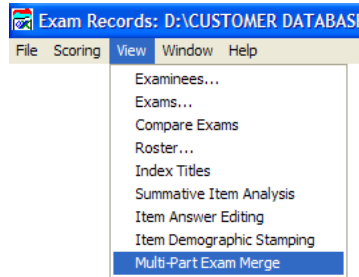 Exam Records: D:\CUSTOMER DATABAS
File Scoring View Window Help
Examinees...
Exams...
Compare Exams
Roster...
Index Titles
Summative Item Analysis
Item Answer Editing
Item Demographic Stamping
Multi-Part Exam Merge